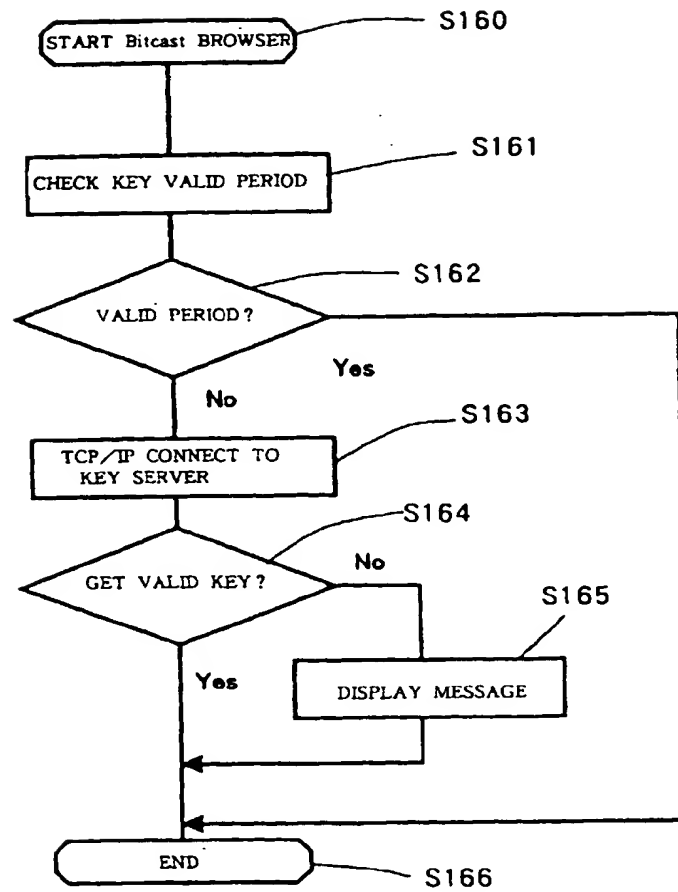 START Bitcast BROWSER
S160
CHECK KEY VALID PERIOD
S161
VALID PERIOD?
S162
Yes
No
TCP/IP CONNECT TO
KEY SERVER
S163
GET VALID KEY?
S164
No
Yes
DISPLAY MESSAGE
S165
END
S166